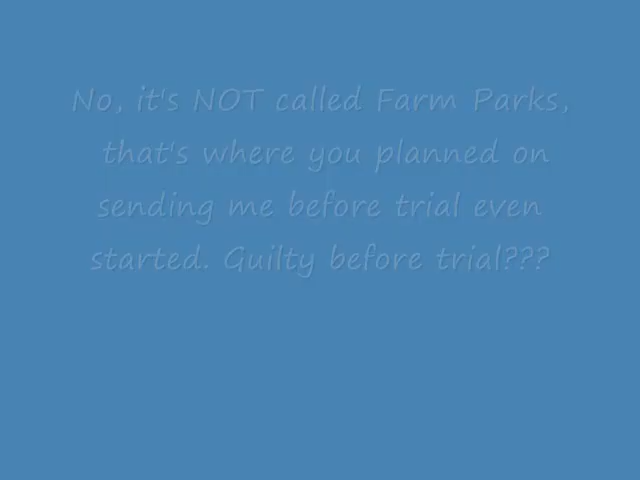 No, it's NOT called Farm Parks,
that's where you planned on
sending me before trial even
started. Guilty before trial???